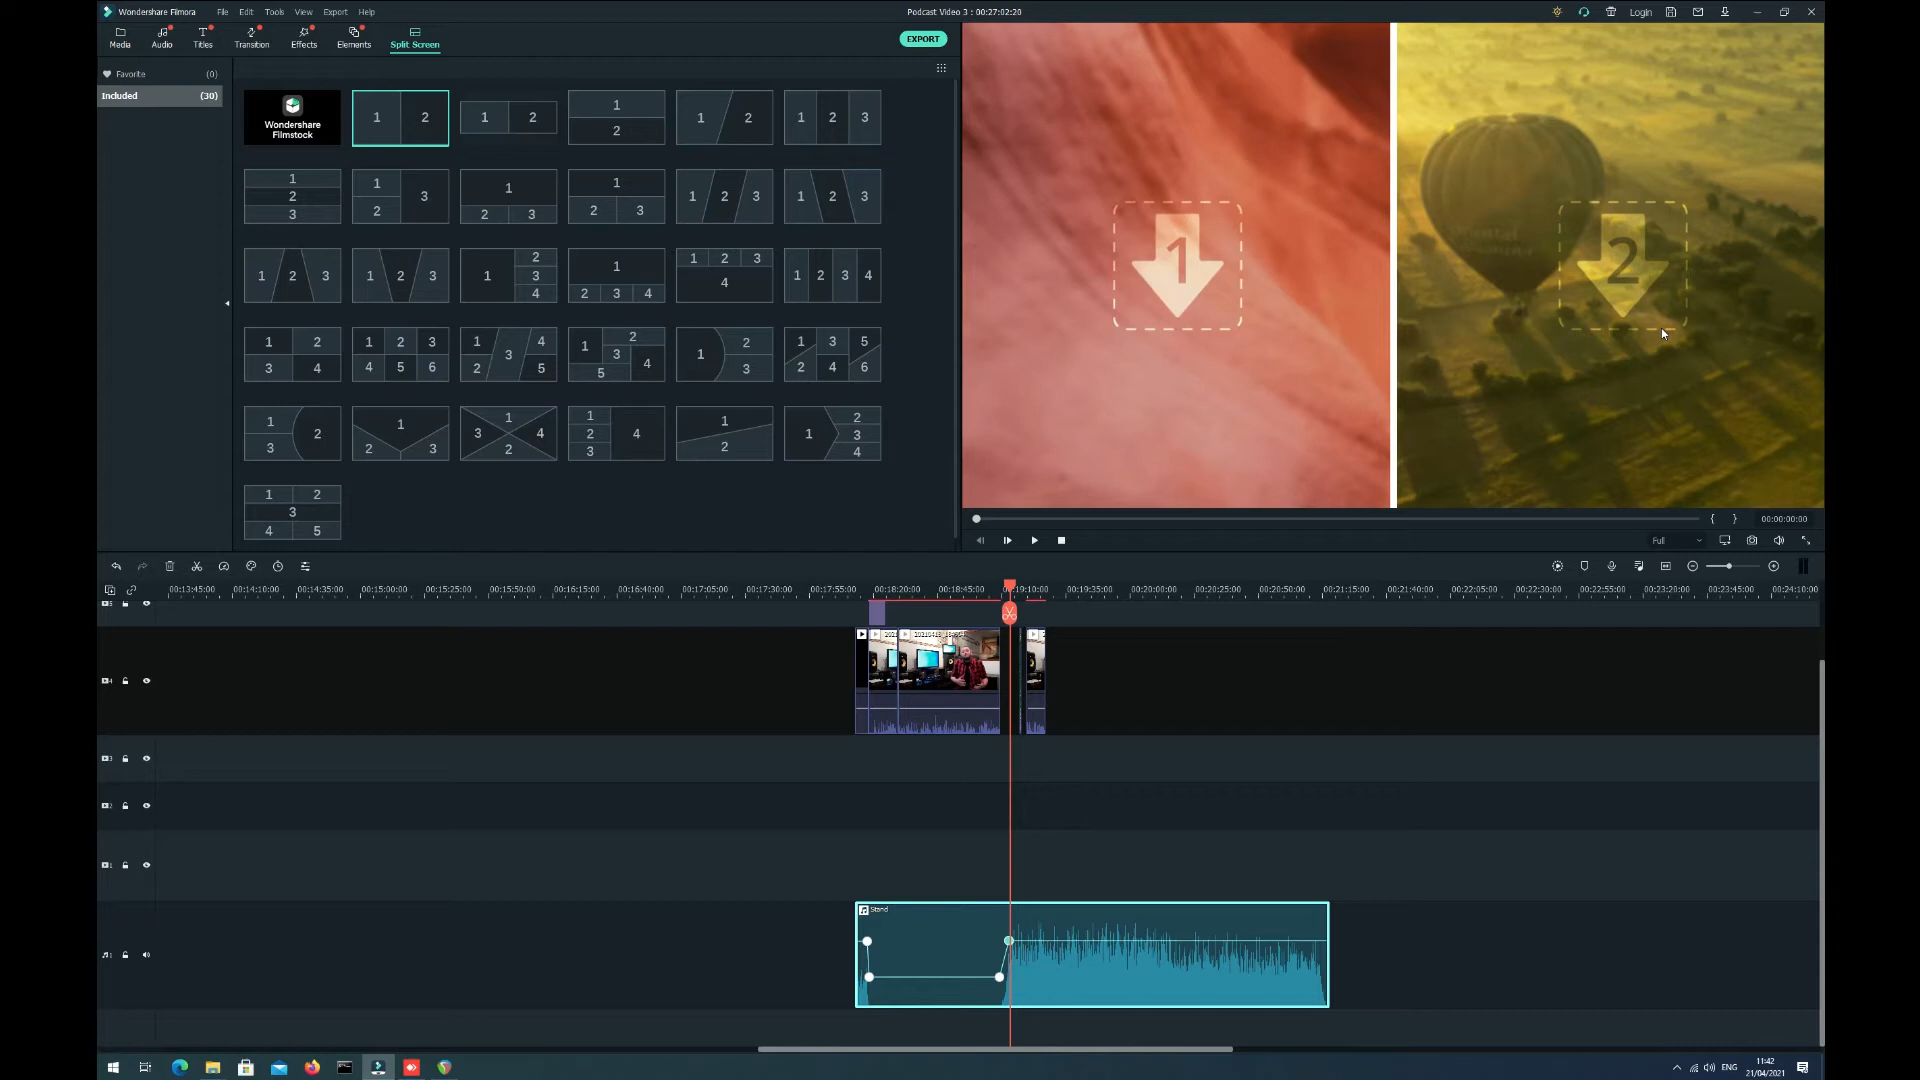 Wondershare Filmora File Edit Tools View Export Help Podcast Video 3 : 00:27:02:20 Login
Media Audio Titles Transition Effects Elements Split Screen EXPORT
Favorite (0)
Included (30)
Wondershare
Filmstock
1 2
1 2
1
2
1 2
1 2 3
1
2
3
1
2
3
1
2 3
1
2 3
1 2 3
1 2 3
1 2 3
1 2 3
1
2
3
4
1
2 3 4
1 2 3
4
1 2 3 4
1 2
3 4
1 2 3
4 5 6
1 4
3
2 5
2
1 3
4
5
1
2
3
1 3 5
2 4 6
1
3
2
1
2 3
1
3 4
2
1
2
3
4
1
2
1
2
3
4
1 2
3
4 5
1
2
{ } 00:00:00:00
Full
00:13:45:00 00:14:10:00 00:14:35:00 00:15:00:00 00:15:25:00 00:15:50:00 00:16:15:00 00:16:40:00 00:17:05:00 00:17:30:00 00:17:55:00 00:18:20:00 00:18:45:00 00:19:10:00 00:19:35:00 00:20:00:00 00:20:25:00 00:20:50:00 00:21:15:00 00:21:40:00 00:22:05:00 00:22:30:00 00:22:55:00 00:23:20:00 00:23:45:00 00:24:10:00
5
4
3
2
1
Stand
1
ENG
11:42
21/04/2021